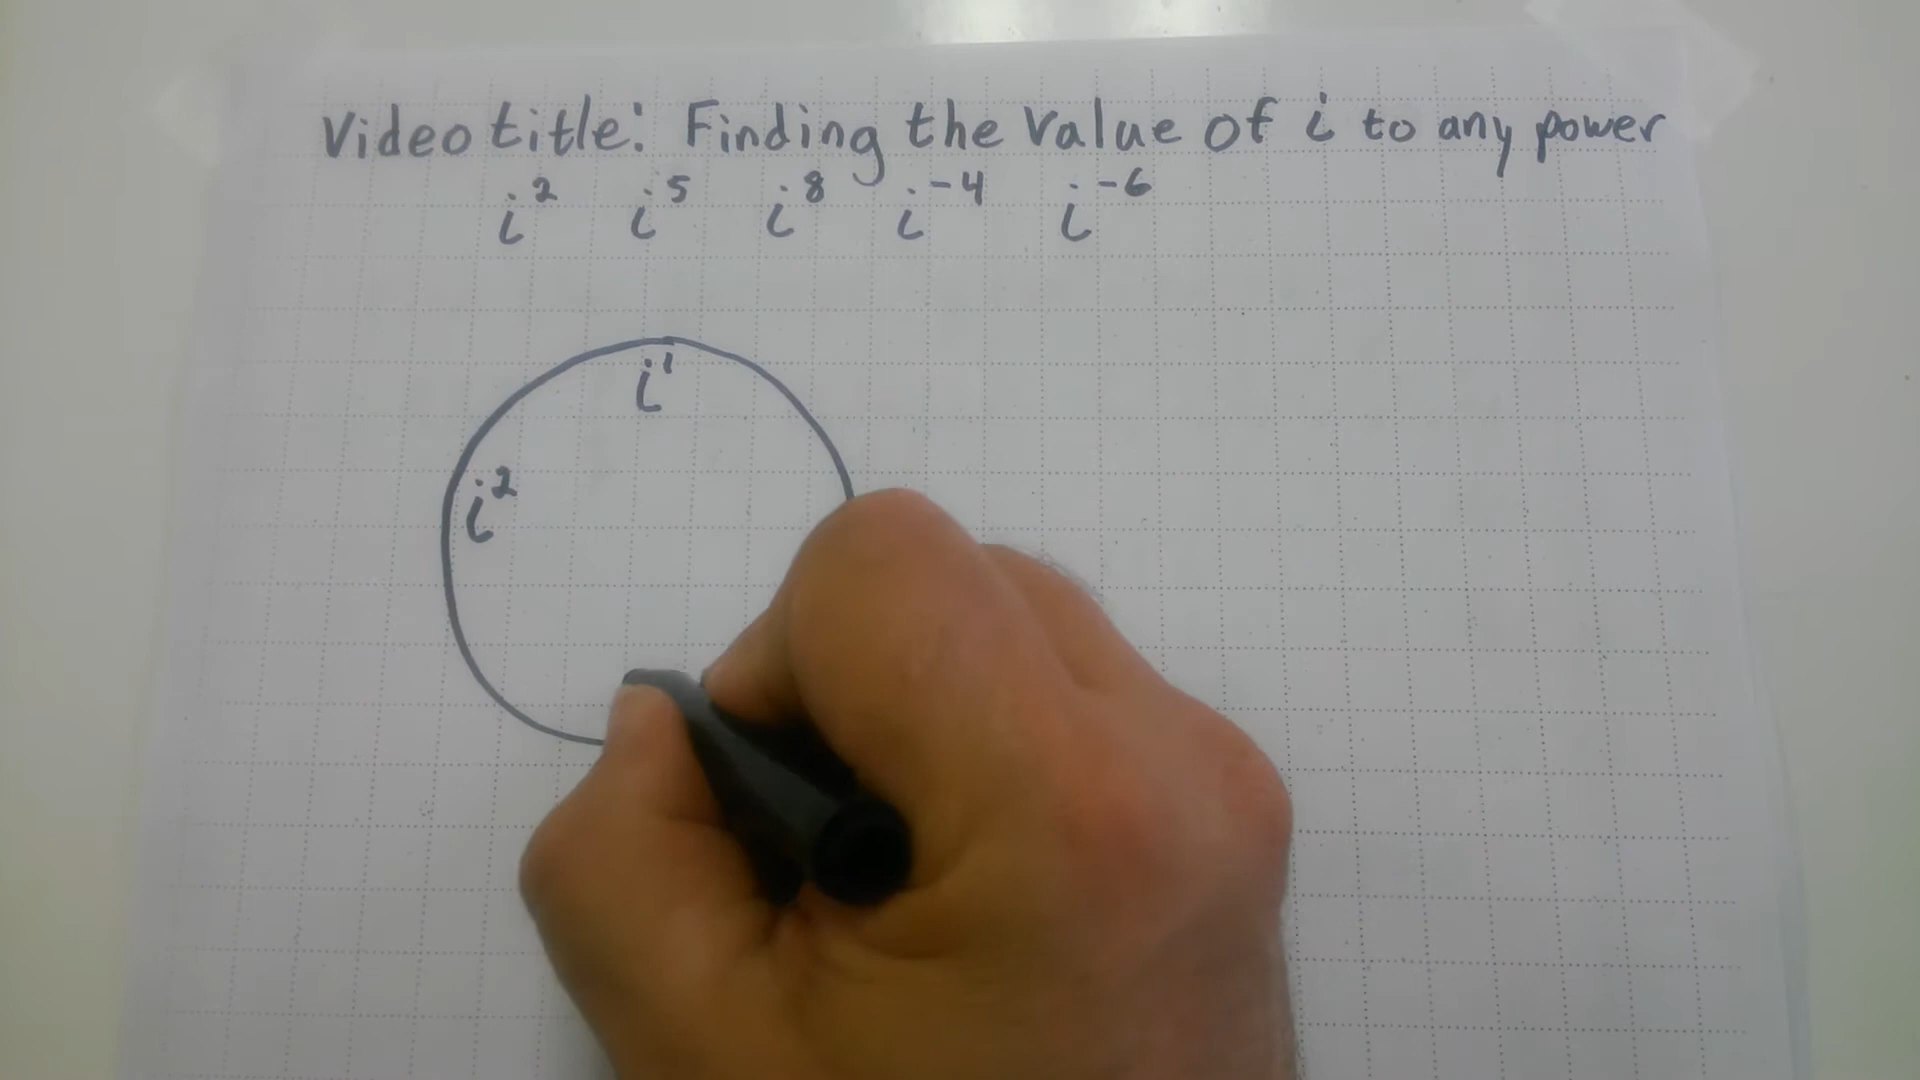 Video title: Finding the value of i to any power
i² i⁵ i⁸ i⁻⁴ i⁻⁶
i¹
i²